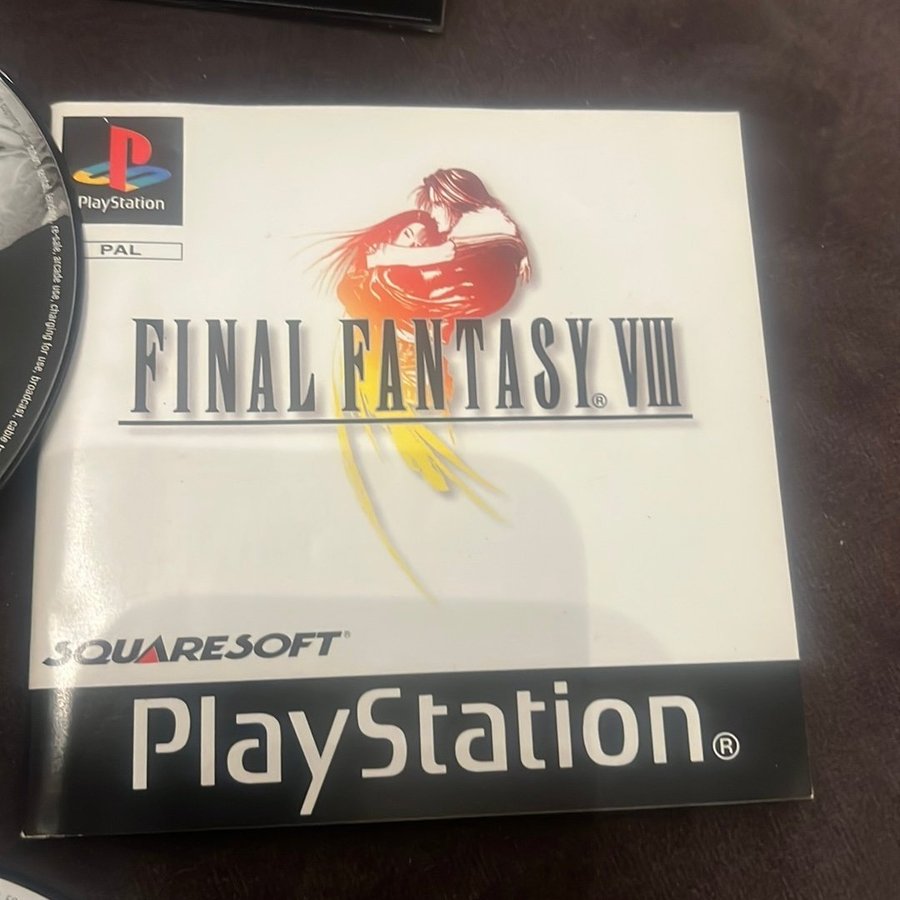 PlayStation
PAL
FINAL FANTASY® VIII
SQUARESOFT®
PlayStation®
re-sale, arcade use, charging for use, broadcast, cable